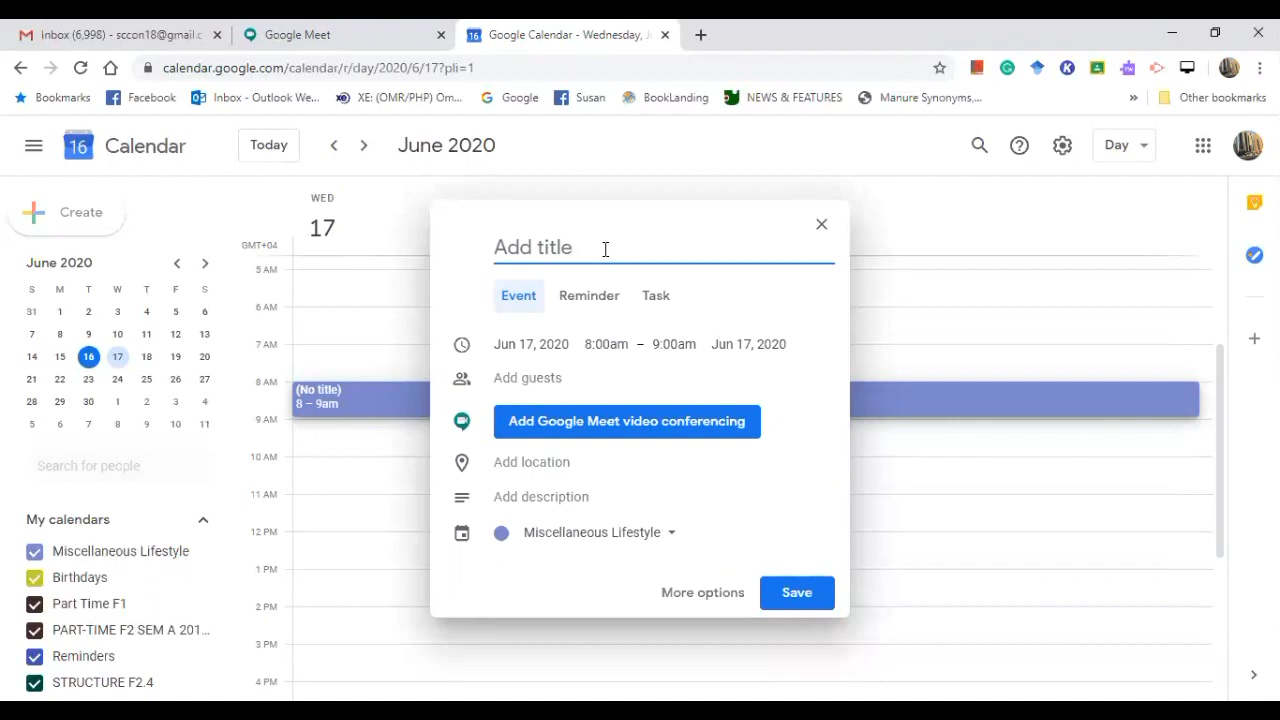 Inbox (6,998) - sccon18@gmail.c
Google Meet
Google Calendar - Wednesday, J
calendar.google.com/calendar/r/day/2020/6/17?pli=1
Bookmarks
Facebook
Inbox - Outlook We...
XE: (OMR/PHP) Om...
Google
Susan
BookLanding
NEWS & FEATURES
Manure Synonyms,...
»
Other bookmarks
16
Calendar
Today
June 2020
Day
Create
WED
17
GMT+04
June 2020
S M T W T F S
31 1 2 3 4 5 6
7 8 9 10 11 12 13
14 15 16 17 18 19 20
21 22 23 24 25 26 27
28 29 30 1 2 3 4
5 6 7 8 9 10 11
Search for people
My calendars
Miscellaneous Lifestyle
Birthdays
Part Time F1
PART-TIME F2 SEM A 201...
Reminders
STRUCTURE F2.4
5 AM
6 AM
7 AM
8 AM
9 AM
10 AM
11 AM
12 PM
1 PM
2 PM
3 PM
4 PM
(No title)
8 – 9am
Add title
Event
Reminder
Task
Jun 17, 2020 8:00am – 9:00am Jun 17, 2020
Add guests
Add Google Meet video conferencing
Add location
Add description
Miscellaneous Lifestyle
More options
Save